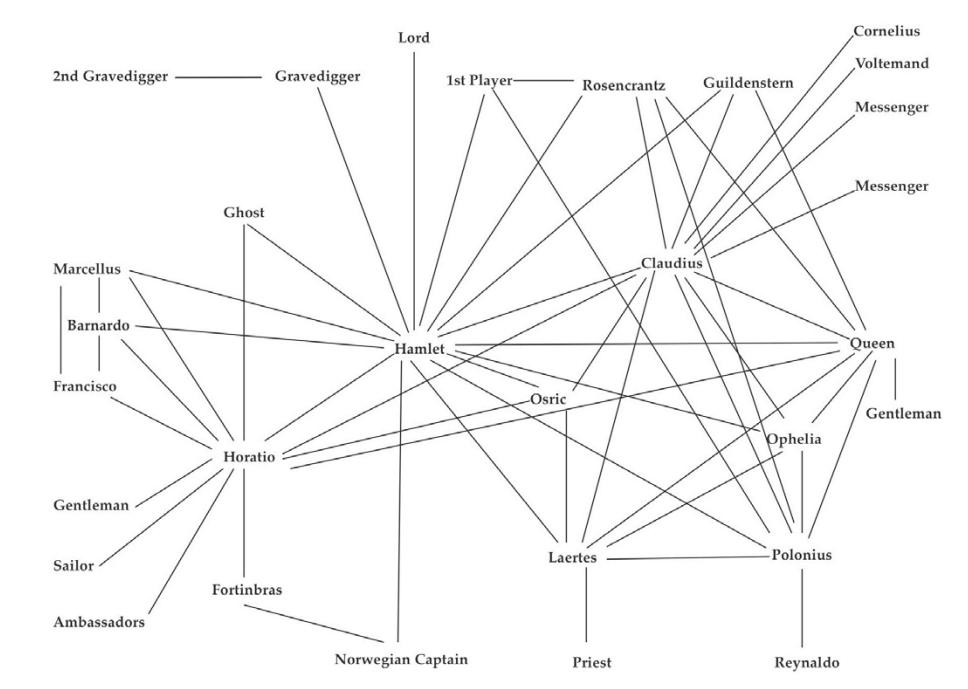 Cornelius
Lord
Voltemand
2nd Gravedigger
Gravedigger
1st Player
Rosencrantz
Guildenstern
Messenger
Messenger
Ghost
Claudius
Marcellus
Barnardo
Hamlet
Queen
Francisco
Osric
Gentleman
Ophelia
Horatio
Gentleman
Laertes
Polonius
Sailor
Fortinbras
Ambassadors
Norwegian Captain
Priest
Reynaldo